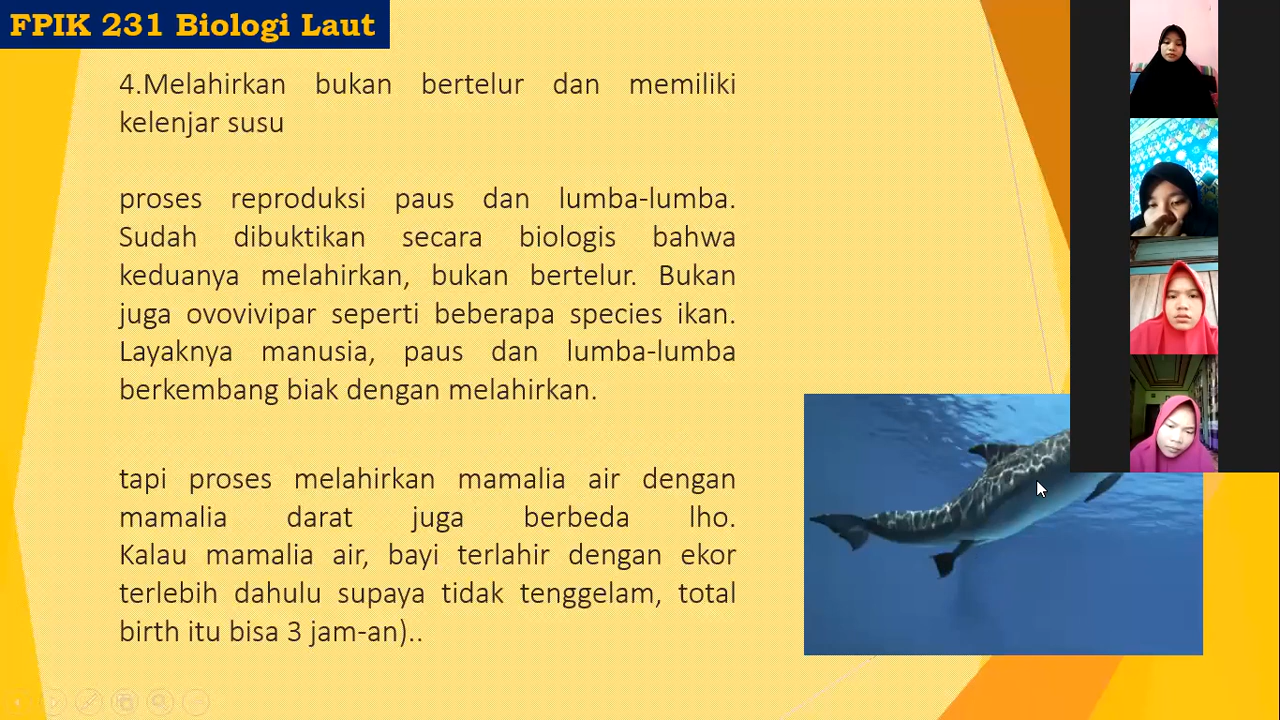 FPIK 231 Biologi Laut
4.Melahirkan bukan bertelur dan memiliki
kelenjar susu
proses reproduksi paus dan lumba-lumba.
Sudah dibuktikan secara biologis bahwa
keduanya melahirkan, bukan bertelur. Bukan
juga ovovivipar seperti beberapa species ikan.
Layaknya manusia, paus dan lumba-lumba
berkembang biak dengan melahirkan.
tapi proses melahirkan mamalia air dengan
mamalia darat juga berbeda lho.
Kalau mamalia air, bayi terlahir dengan ekor
terlebih dahulu supaya tidak tenggelam, total
birth itu bisa 3 jam-an)..